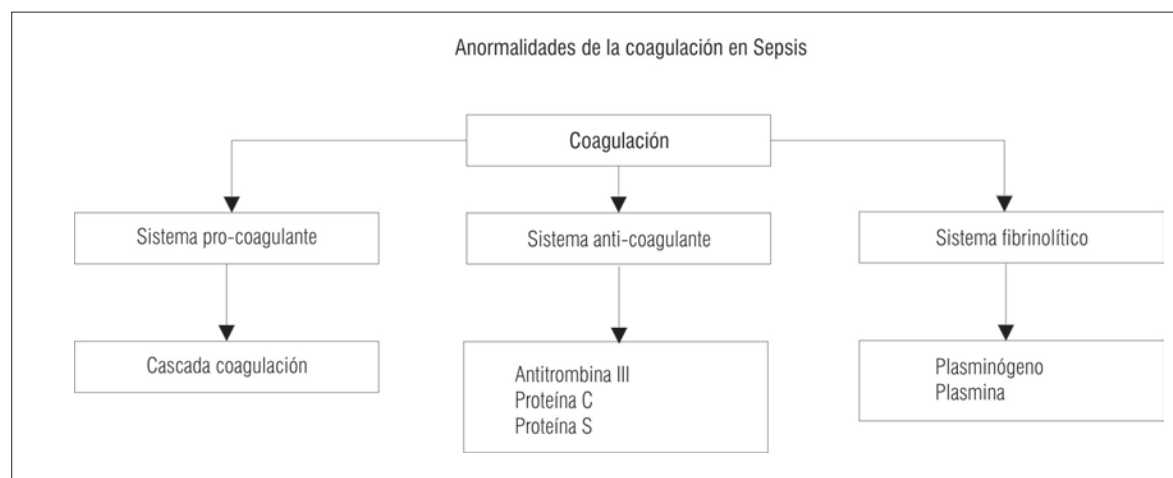 Anormalidades de la coagulación en Sepsis
Coagulación
Sistema pro-coagulante
Sistema anti-coagulante
Sistema fibrinolítico
Cascada coagulación
Antitrombina III
Proteína C
Proteína S
Plasminógeno
Plasmina